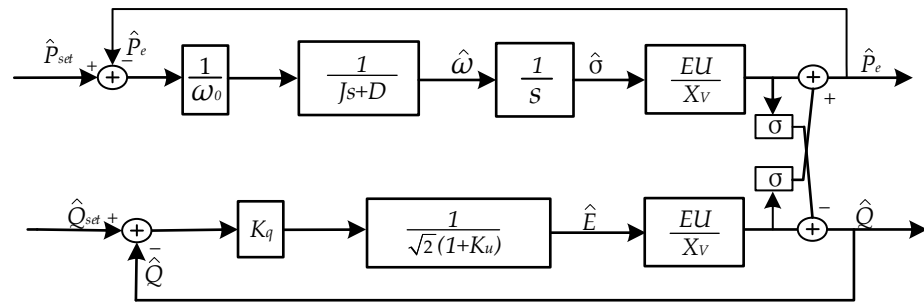 P̂set + − P̂e 1/ω0 1/(Js+D) ω̂ 1/s σ̂ EU/XV + + P̂e
σ
σ
Q̂set + − Q̂ Kq 1/(√2(1+Ku)) Ê EU/XV + − Q̂